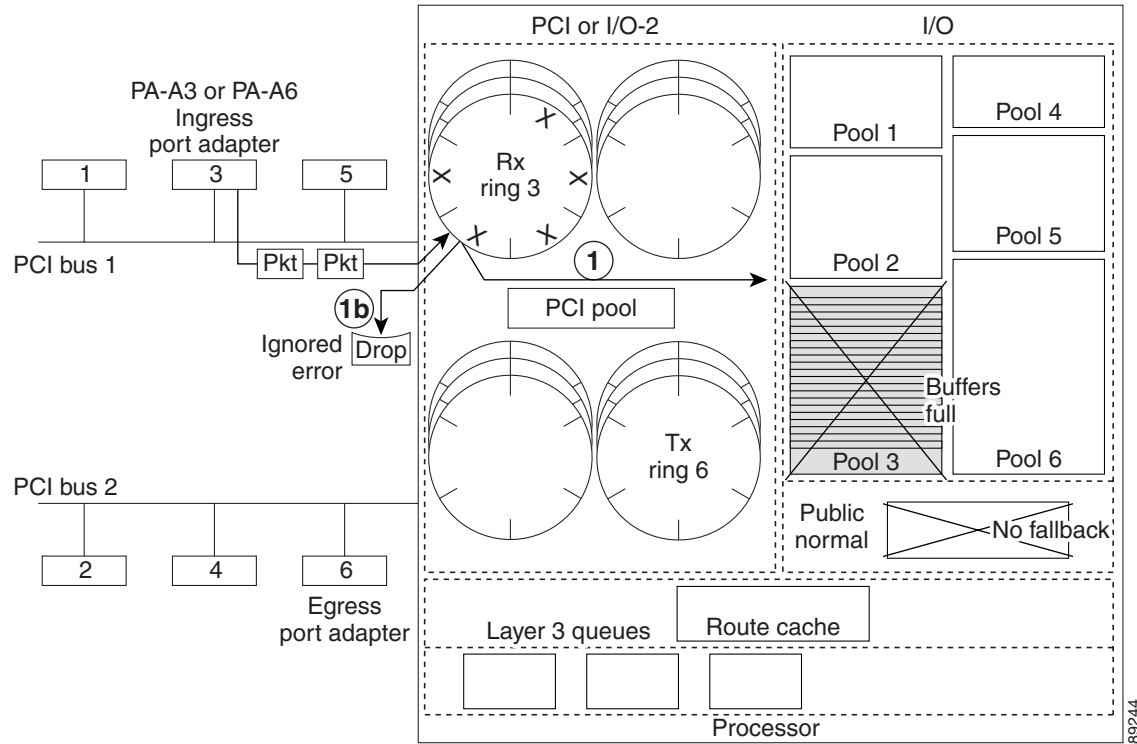 PCI or I/O-2
I/O
PA-A3 or PA-A6
Ingress
port adapter
1
3
5
PCI bus 1
Pkt
Pkt
1b
Ignored
error
Drop
X
X
X
X
X
Rx
ring 3
1
PCI pool
Tx
ring 6
Pool 1
Pool 2
Pool 3
Buffers
full
Pool 4
Pool 5
Pool 6
PCI bus 2
2
4
6
Egress
port adapter
Public
normal
No fallback
Layer 3 queues
Route cache
Processor
89244